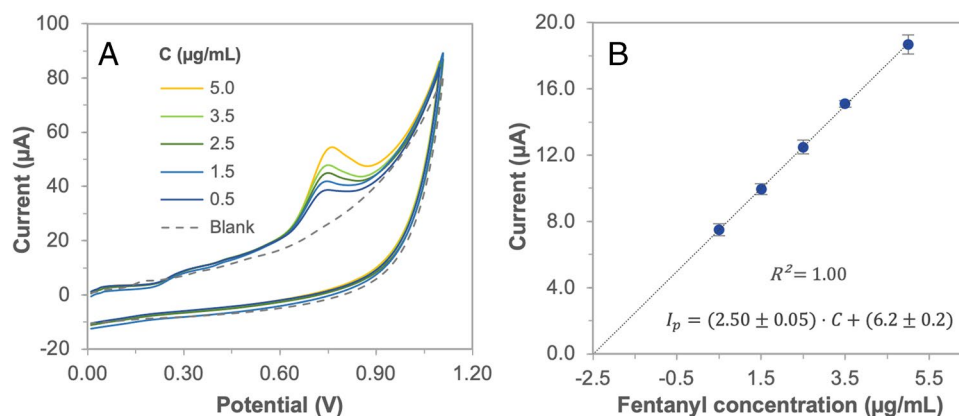 A
C (µg/mL)
5.0
3.5
2.5
1.5
0.5
Blank
Current (µA)
100
80
60
40
20
0
-20
0.00 0.30 0.60 0.90 1.20
Potential (V)
B
Current (µA)
20.0
16.0
12.0
8.0
4.0
0.0
R² = 1.00
Iₚ = (2.50 ± 0.05) · C + (6.2 ± 0.2)
-2.5 -0.5 1.5 3.5 5.5
Fentanyl concentration (µg/mL)